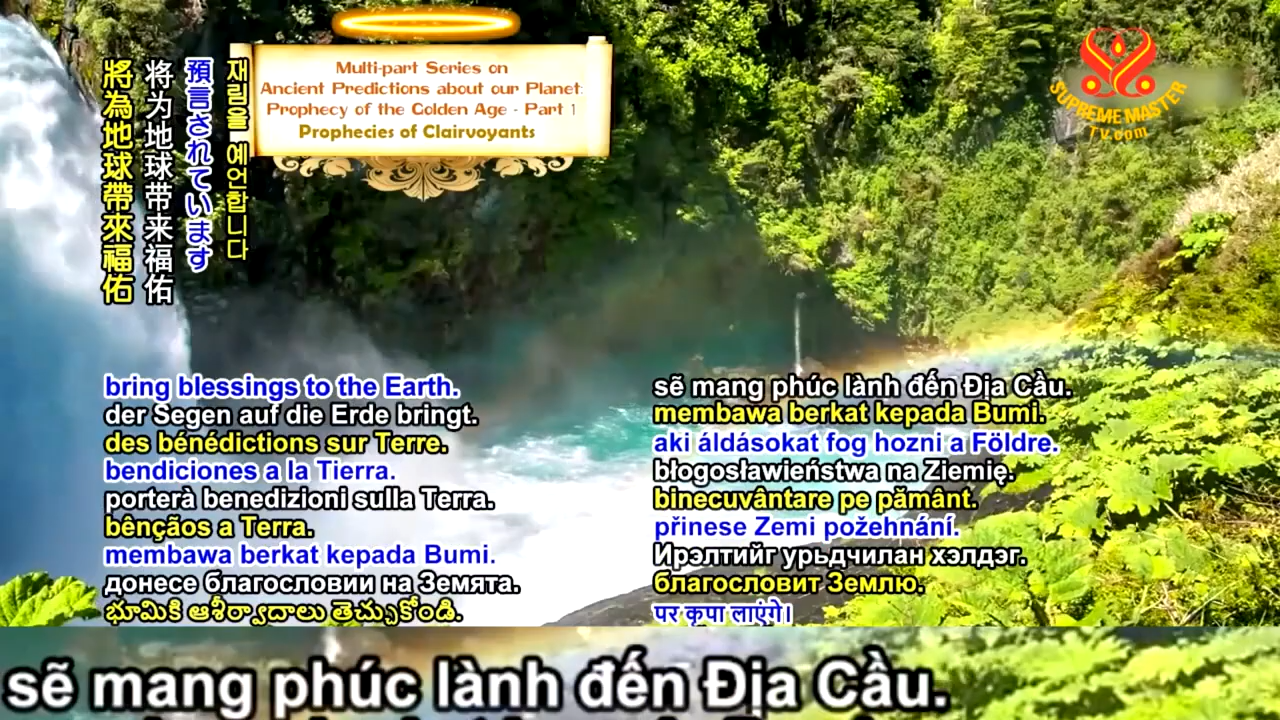 Multi-part Series on
Ancient Predictions about our Planet:
Prophecy of the Golden Age - Part 1
Prophecies of Clairvoyants
SUPREME MASTER
TV.com
將為地球帶來福佑
将为地球带来福佑
預言されています
재림을 예언합니다
bring blessings to the Earth.
der Segen auf die Erde bringt.
des bénédictions sur Terre.
bendiciones a la Tierra.
porterà benedizioni sulla Terra.
bênçãos a Terra.
membawa berkat kepada Bumi.
донесе благословии на Земята.
భూమికి ఆశీర్వాదాలు తెచ్చుకోండి.
sẽ mang phúc lành đến Địa Cầu.
membawa berkat kepada Bumi.
aki áldásokat fog hozni a Földre.
błogosławieństwa na Ziemię.
binecuvântare pe pământ.
přinese Zemi požehnání.
Ирэлтийг урьдчилан хэлдэг.
благословит Землю.
पर कृपा लाएंगे।
sẽ mang phúc lành đến Địa Cầu.